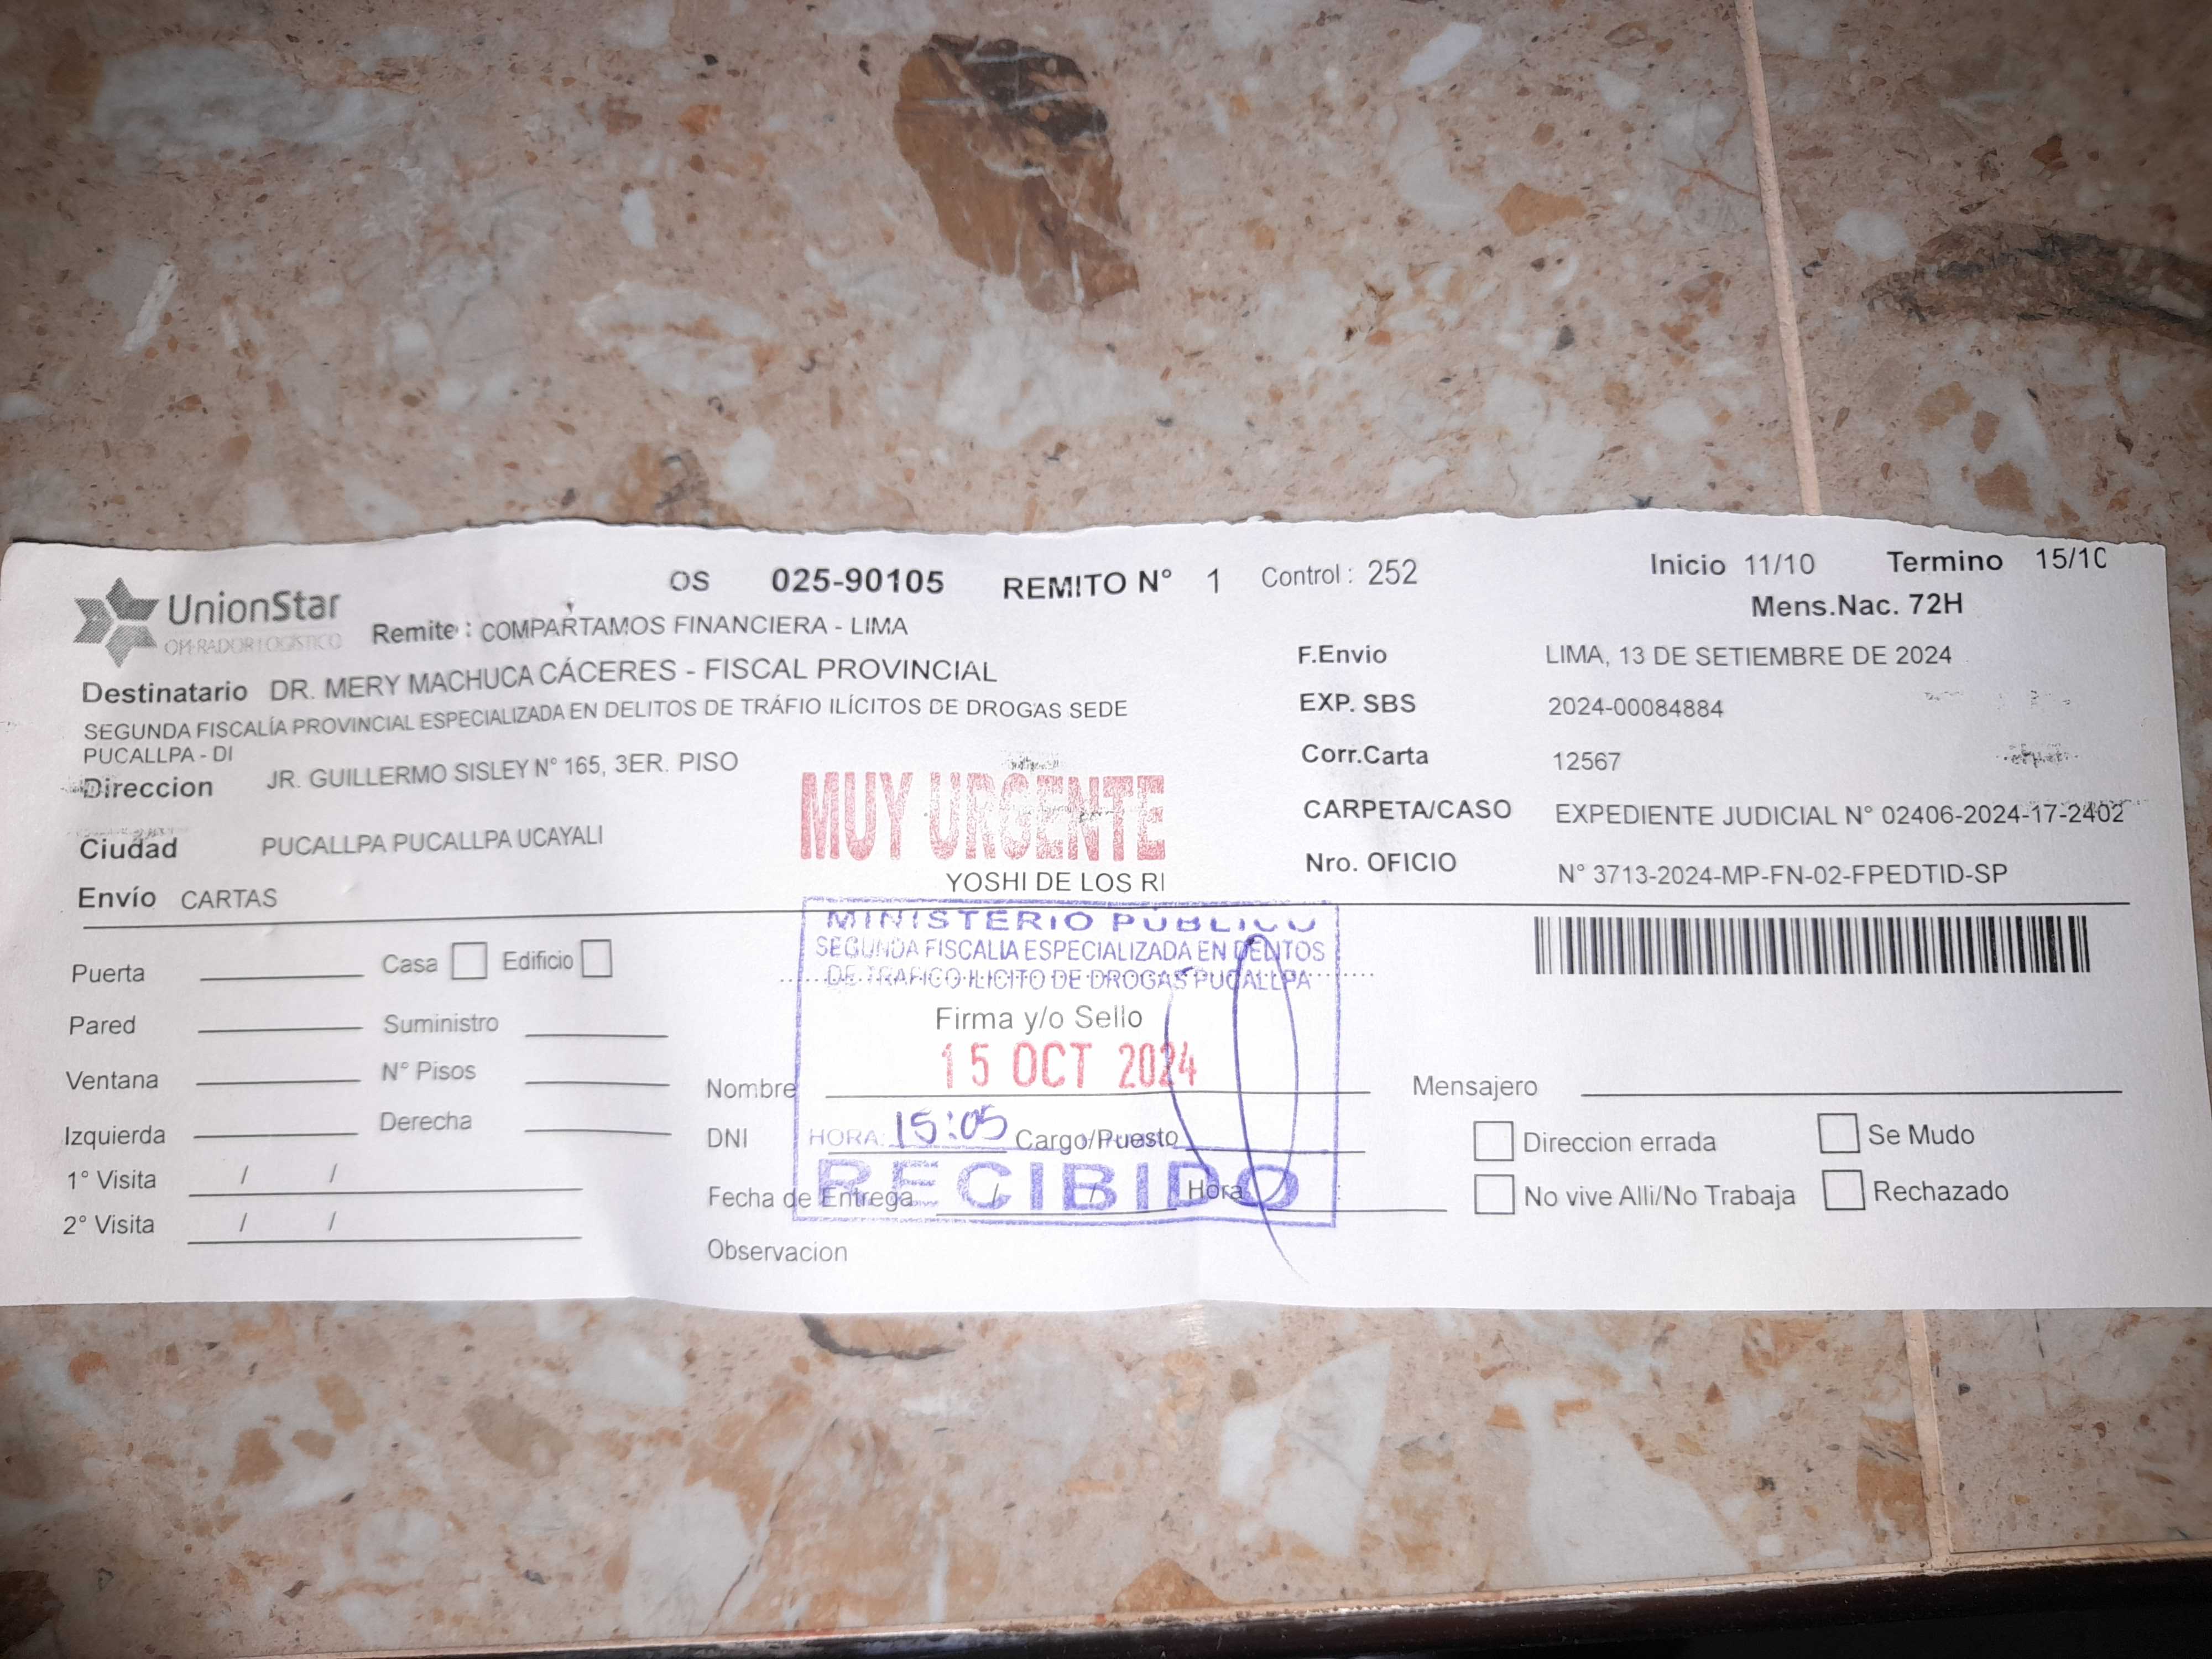 UnionStar
OPERADOR LOGÍSTICO
OS 025-90105 REMITO N° 1 Control : 252
Inicio 11/10 Termino 15/10
Mens.Nac. 72H
Remite : COMPARTAMOS FINANCIERA - LIMA
Destinatario DR. MERY MACHUCA CÁCERES - FISCAL PROVINCIAL
SEGUNDA FISCALÍA PROVINCIAL ESPECIALIZADA EN DELITOS DE TRÁFIO ILÍCITOS DE DROGAS SEDE
PUCALLPA - DI
Direccion JR. GUILLERMO SISLEY N° 165, 3ER. PISO
Ciudad PUCALLPA PUCALLPA UCAYALI
Envío CARTAS
F.Envio LIMA, 13 DE SETIEMBRE DE 2024
EXP. SBS 2024-00084884
Corr.Carta 12567
CARPETA/CASO EXPEDIENTE JUDICIAL N° 02406-2024-17-2402
Nro. OFICIO N° 3713-2024-MP-FN-02-FPEDTID-SP
MUY URGENTE
YOSHI DE LOS RI
Puerta Casa Edificio
Pared Suministro
Ventana N° Pisos
Izquierda Derecha
1° Visita / /
2° Visita / /
MINISTERIO PÚBLICO
SEGUNDA FISCALIA ESPECIALIZADA EN DELITOS
DE TRAFICO ILICITO DE DROGAS PUCALLPA
Firma y/o Sello
15 OCT 2024
Nombre
DNI HORA: 15:05 Cargo/Puesto
RECIBIDO
Fecha de Entrega / / Hora
Observacion
Mensajero
Direccion errada Se Mudo
No vive Alli/No Trabaja Rechazado